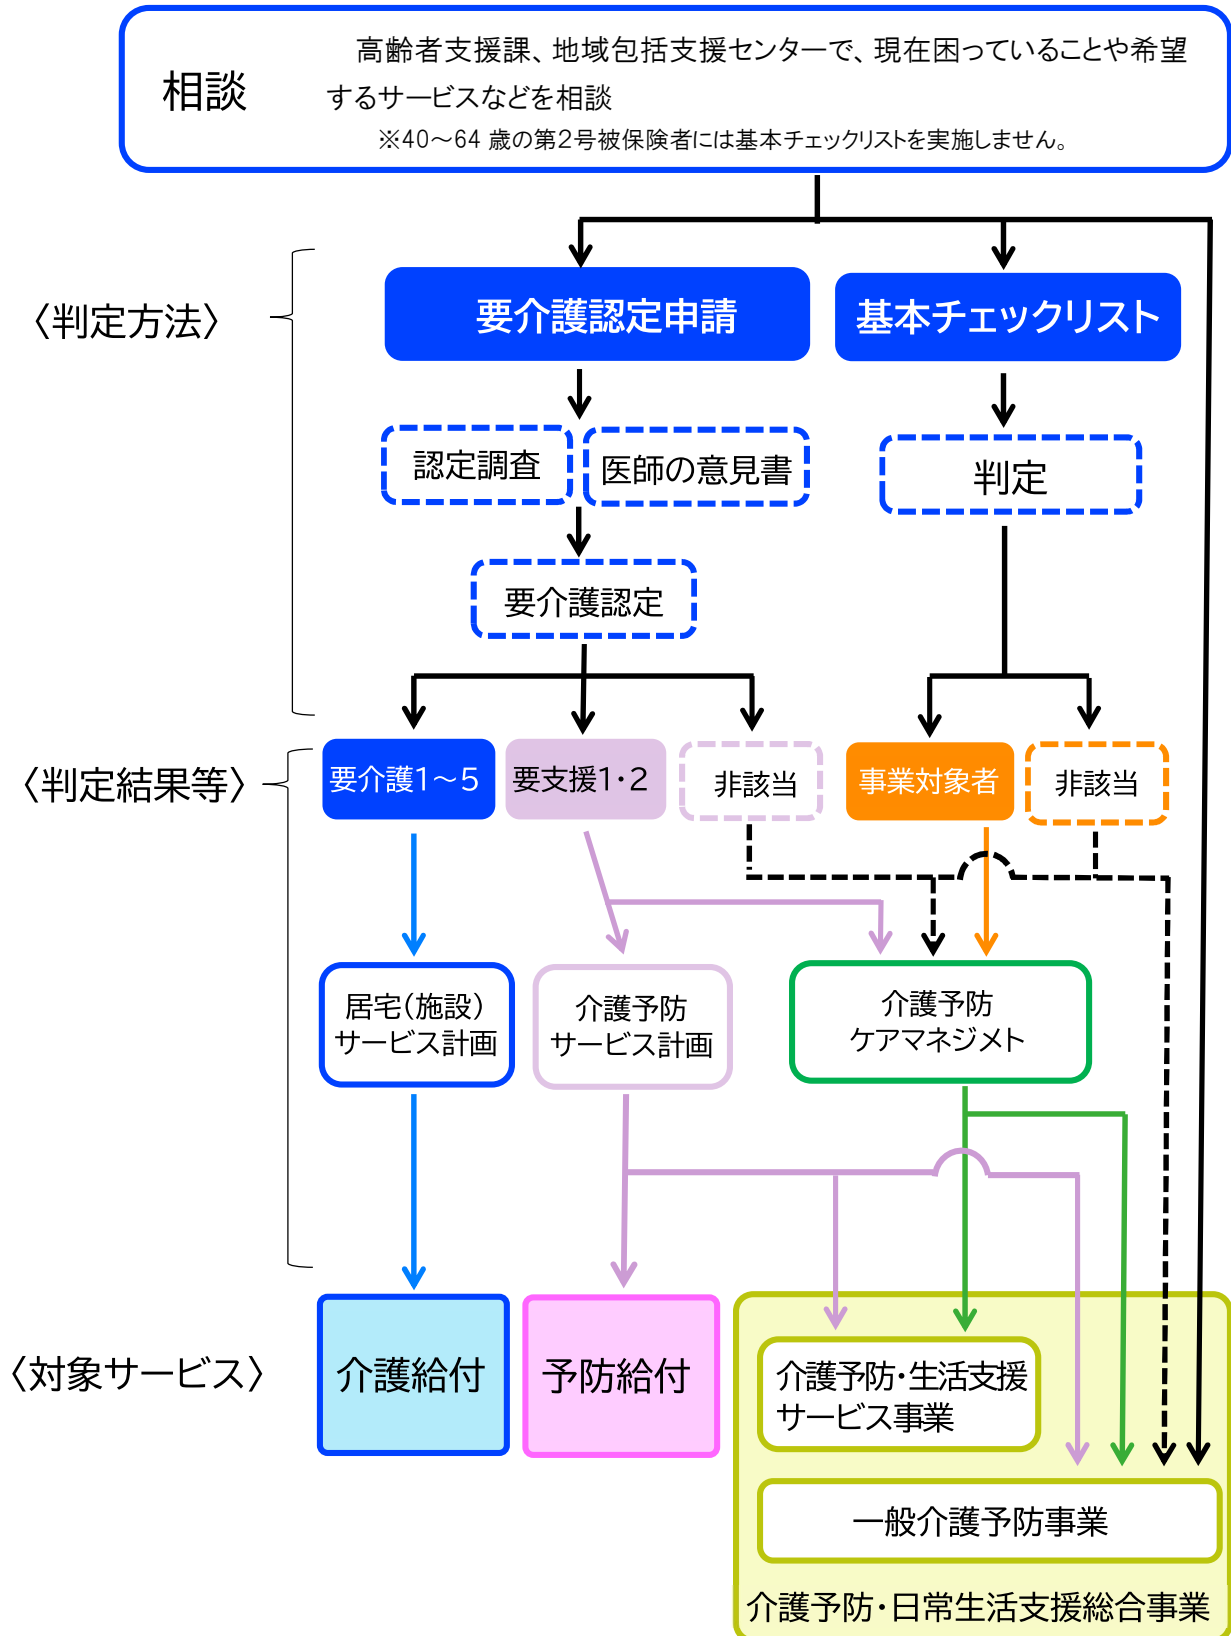 相談
高齢者支援課、地域包括支援センターで、現在困っていることや希望
するサービスなどを相談
※40～64 歳の第2号被保険者には基本チェックリストを実施しません。
〈判定方法〉
要介護認定申請
基本チェックリスト
認定調査
医師の意見書
判定
要介護認定
〈判定結果等〉
要介護1～5
要支援1・2
非該当
事業対象者
非該当
居宅(施設)
サービス計画
介護予防
サービス計画
介護予防
ケアマネジメト
〈対象サービス〉
介護給付
予防給付
介護予防・生活支援
サービス事業
一般介護予防事業
介護予防・日常生活支援総合事業